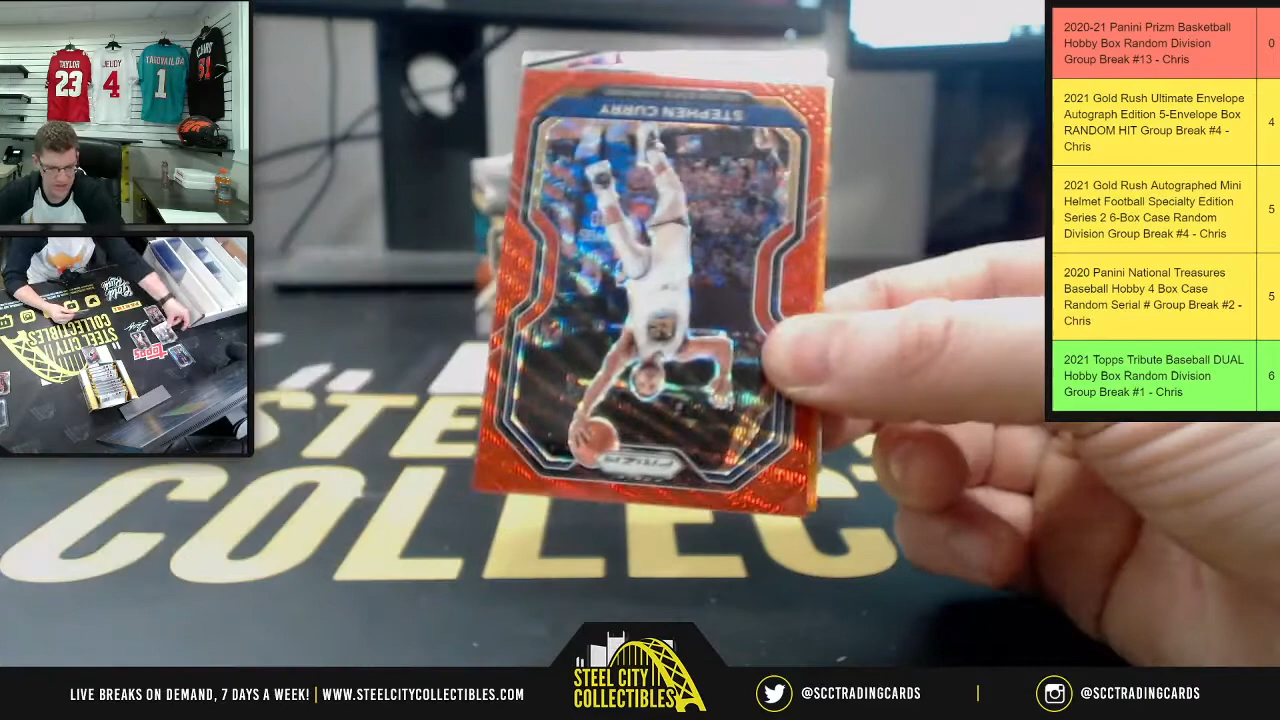 TAYLOR
23
JEUDY
4
TAGOVAILOA
1
STEEL CITY
COLLECTIBLES
Topps
STEPHEN CURRY
PRIZM
STE
COLLEC
2020-21 Panini Prizm Basketball
Hobby Box Random Division
Group Break #13 - Chris
0
2021 Gold Rush Ultimate Envelope
Autograph Edition 5-Envelope Box
RANDOM HIT Group Break #4 -
Chris
4
2021 Gold Rush Autographed Mini
Helmet Football Specialty Edition
Series 2 6-Box Case Random
Division Group Break #4 - Chris
5
2020 Panini National Treasures
Baseball Hobby 4 Box Case
Random Serial # Group Break #2 -
Chris
5
2021 Topps Tribute Baseball DUAL
Hobby Box Random Division
Group Break #1 - Chris
6
LIVE BREAKS ON DEMAND, 7 DAYS A WEEK! | WWW.STEELCITYCOLLECTIBLES.COM
STEEL CITY
COLLECTIBLES
@SCCTRADINGCARDS
@SCCTRADINGCARDS